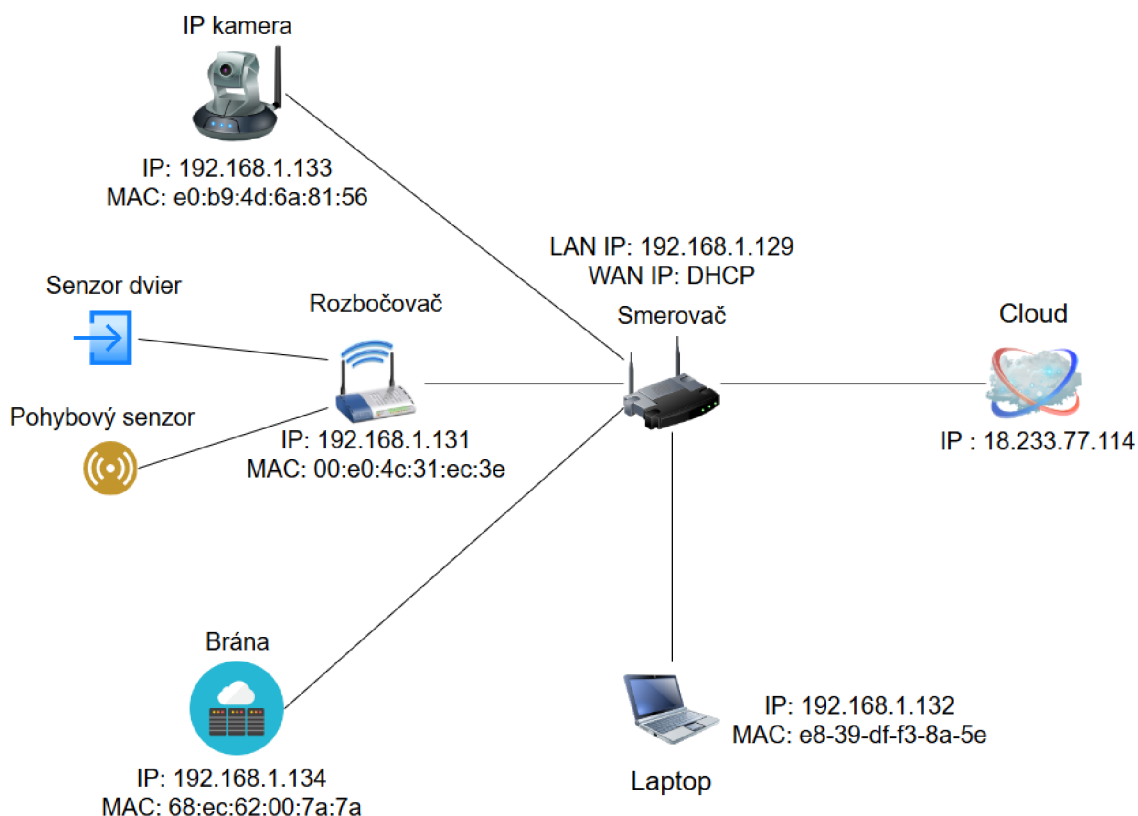 IP kamera
IP: 192.168.1.133
MAC: e0:b9:4d:6a:81:56
LAN IP: 192.168.1.129
WAN IP: DHCP
Smerovač
Senzor dvier
Rozbočovač
Cloud
Pohybový senzor
IP: 192.168.1.131
MAC: 00:e0:4c:31:ec:3e
IP : 18.233.77.114
Brána
IP: 192.168.1.134
MAC: 68:ec:62:00:7a:7a
IP: 192.168.1.132
MAC: e8-39-df-f3-8a-5e
Laptop